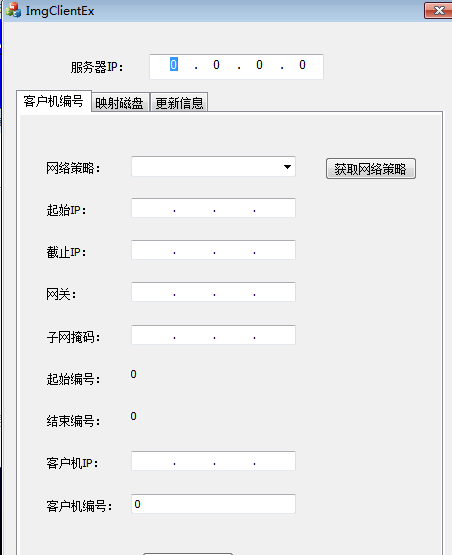 ImgClientEx
服务器IP： 0 . 0 . 0 . 0
客户机编号 映射磁盘 更新信息
网络策略： 获取网络策略
起始IP： . . .
截止IP： . . .
网关： . . .
子网掩码： . . .
起始编号： 0
结束编号： 0
客户机IP： . . .
客户机编号： 0